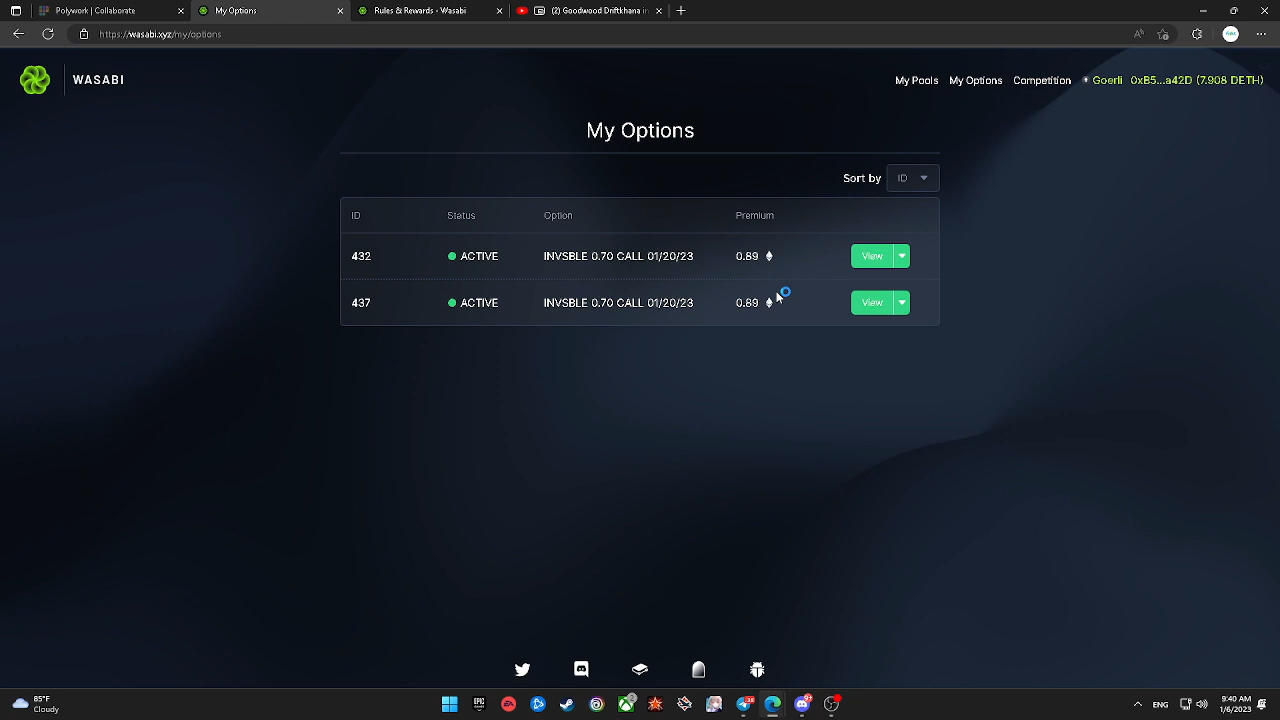 Polywork | Collaborate
My Options
Rules & Rewards - Wasabi
(2) Goodwood Driftkhana in
https://wasabi.xyz/my/options
WASABI
My Pools My Options Competition Goerli 0xB5...a42D (7.908 DETH)
My Options
Sort by ID
ID Status Option Premium
432 ACTIVE INVSBLE 0.70 CALL 01/20/23 0.89 View
437 ACTIVE INVSBLE 0.70 CALL 01/20/23 0.89 View
85°F
Cloudy
EPIC
EA
ENG
9:40 AM
1/6/2023